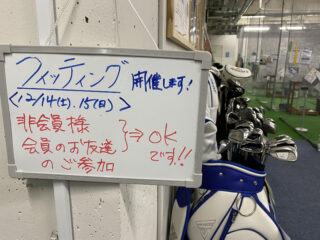 フィッティング 開催します!
<12/14(土).15(日)>
非会員様
会員のお友達
のご参加
⇒OK
です!!